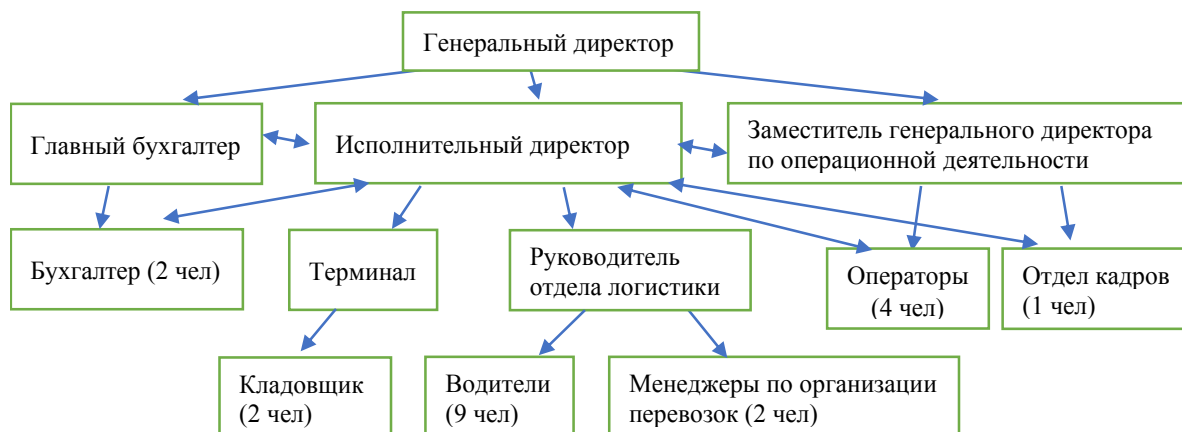 Генеральный директор
Главный бухгалтер
Исполнительный директор
Заместитель генерального директора
по операционной деятельности
Бухгалтер (2 чел)
Терминал
Руководитель
отдела логистики
Операторы
(4 чел)
Отдел кадров
(1 чел)
Кладовщик
(2 чел)
Водители
(9 чел)
Менеджеры по организации
перевозок (2 чел)